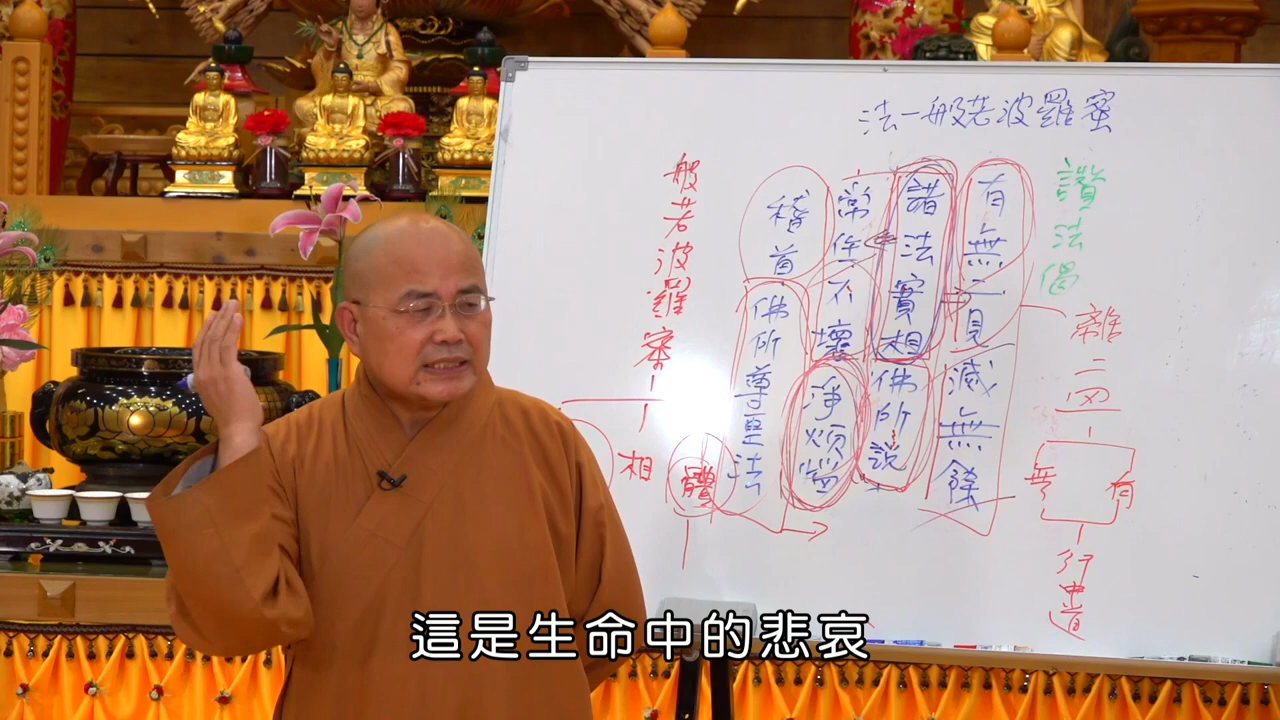 法一般若波羅蜜
讚法偈
有無二見滅無餘
諸法實相佛所說
常住不壞淨煩惱
稽首佛所尊重法
般若波羅蜜
相
體
離二
有
無
行道
這是生命中的悲哀